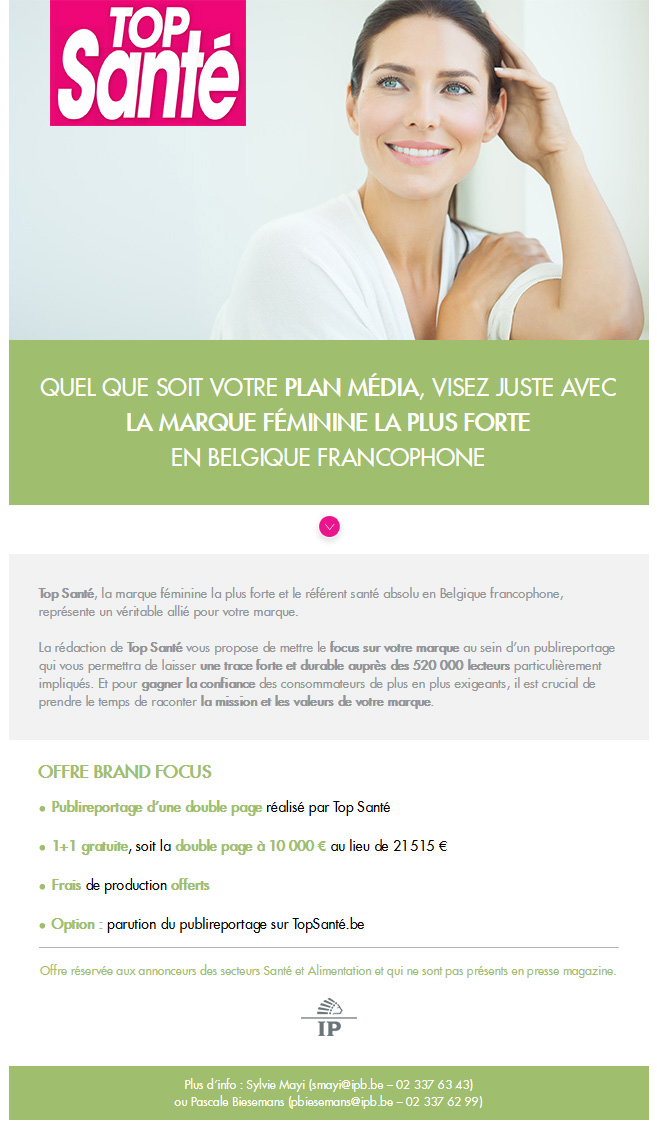 TOP
Santé
QUEL QUE SOIT VOTRE PLAN MÉDIA, VISEZ JUSTE AVEC
LA MARQUE FÉMININE LA PLUS FORTE
EN BELGIQUE FRANCOPHONE
Top Santé, la marque féminine la plus forte et le référent santé absolu en Belgique francophone,
représente un véritable allié pour votre marque.
La rédaction de Top Santé vous propose de mettre le focus sur votre marque au sein d'un publireportage
qui vous permettra de laisser une trace forte et durable auprès des 520 000 lecteurs particulièrement
impliqués. Et pour gagner la confiance des consommateurs de plus en plus exigeants, il est crucial de
prendre le temps de raconter la mission et les valeurs de votre marque.
OFFRE BRAND FOCUS
• Publireportage d'une double page réalisé par Top Santé
• 1+1 gratuite, soit la double page à 10 000 € au lieu de 21515 €
• Frais de production offerts
• Option : parution du publireportage sur TopSanté.be
Offre réservée aux annonceurs des secteurs Santé et Alimentation et qui ne sont pas présents en presse magazine.
IP
Plus d'info : Sylvie Mayi (smayi@ipb.be – 02 337 63 43)
ou Pascale Biesemans (pbiesemans@ipb.be – 02 337 62 99)